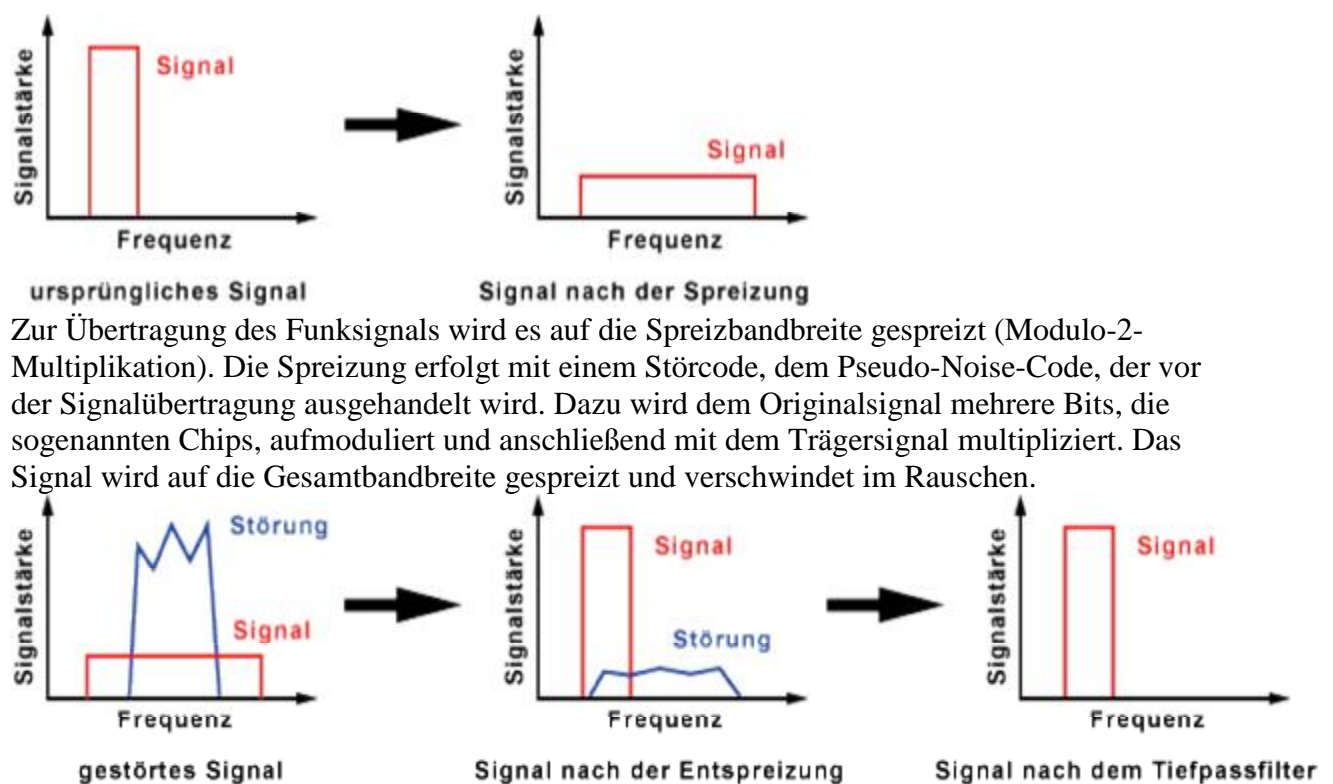 Signalstärke
Signal
Frequenz
ursprüngliches Signal
Signalstärke
Signal
Frequenz
Signal nach der Spreizung
Zur Übertragung des Funksignals wird es auf die Spreizbandbreite gespreizt (Modulo-2-
Multiplikation). Die Spreizung erfolgt mit einem Störcode, dem Pseudo-Noise-Code, der vor
der Signalübertragung ausgehandelt wird. Dazu wird dem Originalsignal mehrere Bits, die
sogenannten Chips, aufmoduliert und anschließend mit dem Trägersignal multipliziert. Das
Signal wird auf die Gesamtbandbreite gespreizt und verschwindet im Rauschen.
Signalstärke
Störung
Signal
Frequenz
gestörtes Signal
Signalstärke
Signal
Störung
Frequenz
Signal nach der Entspreizung
Signalstärke
Signal
Frequenz
Signal nach dem Tiefpassfilter